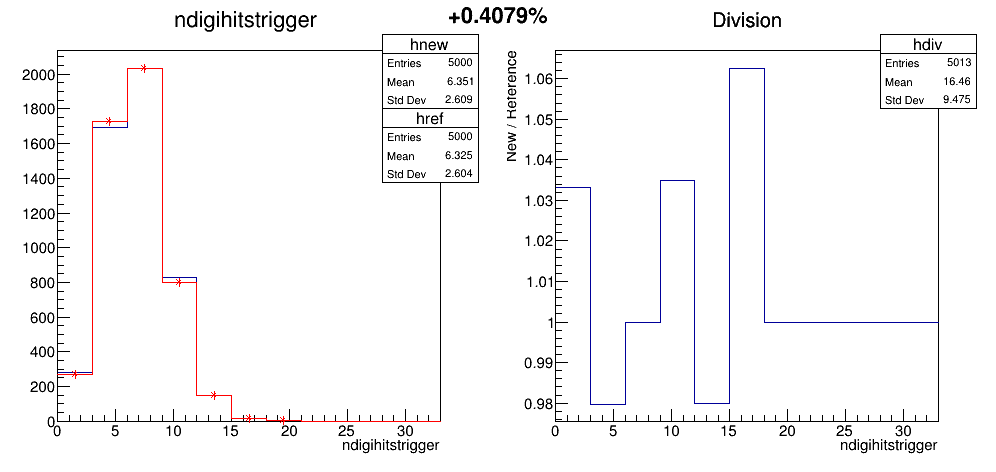 ndigihitstrigger
+0.4079%
Division
hnew
Entries 5000
Mean 6.351
Std Dev 2.609
href
Entries 5000
Mean 6.325
Std Dev 2.604
2000
1800
1600
1400
1200
1000
800
600
400
200
0
0 5 10 15 20 25 30
ndigihitstrigger
hdiv
Entries 5013
Mean 16.46
Std Dev 9.475
New / Reference
1.06
1.05
1.04
1.03
1.02
1.01
1
0.99
0.98
0 5 10 15 20 25 30
ndigihitstrigger